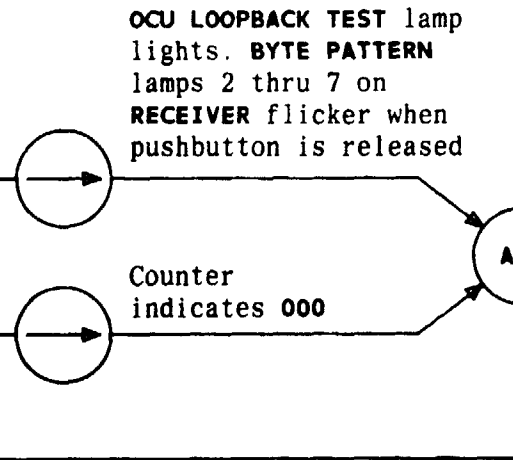 OCU LOOPBACK TEST lamp
lights. BYTE PATTERN
lamps 2 thru 7 on
RECEIVER flicker when
pushbutton is released
A
Counter
indicates 000